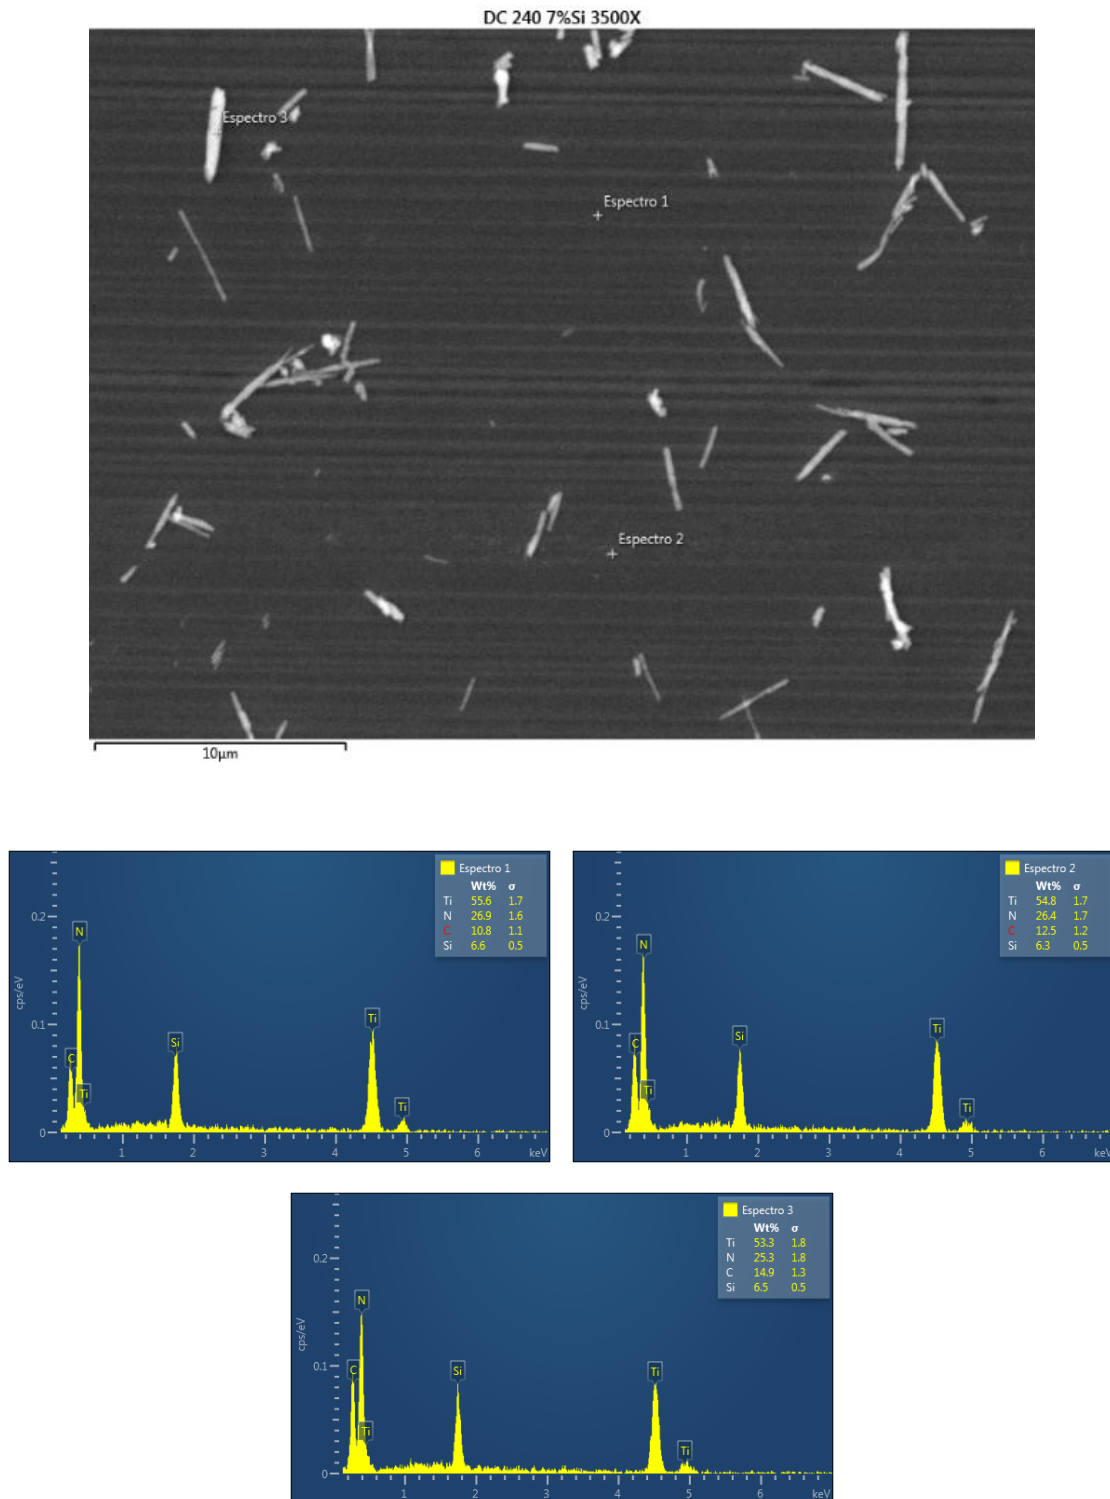 DC 240 7%Si 3500X
Espectro 3
Espectro 1
Espectro 2
10µm
Espectro 1
Wt% σ
Ti 55.6 1.7
N 26.9 1.6
C 10.8 1.1
Si 6.6 0.5
cps/eV
0.2
0.1
0
N
C
Ti
Si
Ti
Ti
1 2 3 4 5 6 keV
Espectro 2
Wt% σ
Ti 54.8 1.7
N 26.4 1.7
C 12.5 1.2
Si 6.3 0.5
cps/eV
0.2
0.1
0
N
C
Ti
Si
Ti
Ti
1 2 3 4 5 6 keV
Espectro 3
Wt% σ
Ti 53.3 1.8
N 25.3 1.8
C 14.9 1.3
Si 6.5 0.5
cps/eV
0.2
0.1
0
N
C
Ti
Si
Ti
Ti
1 2 3 4 5 6 keV